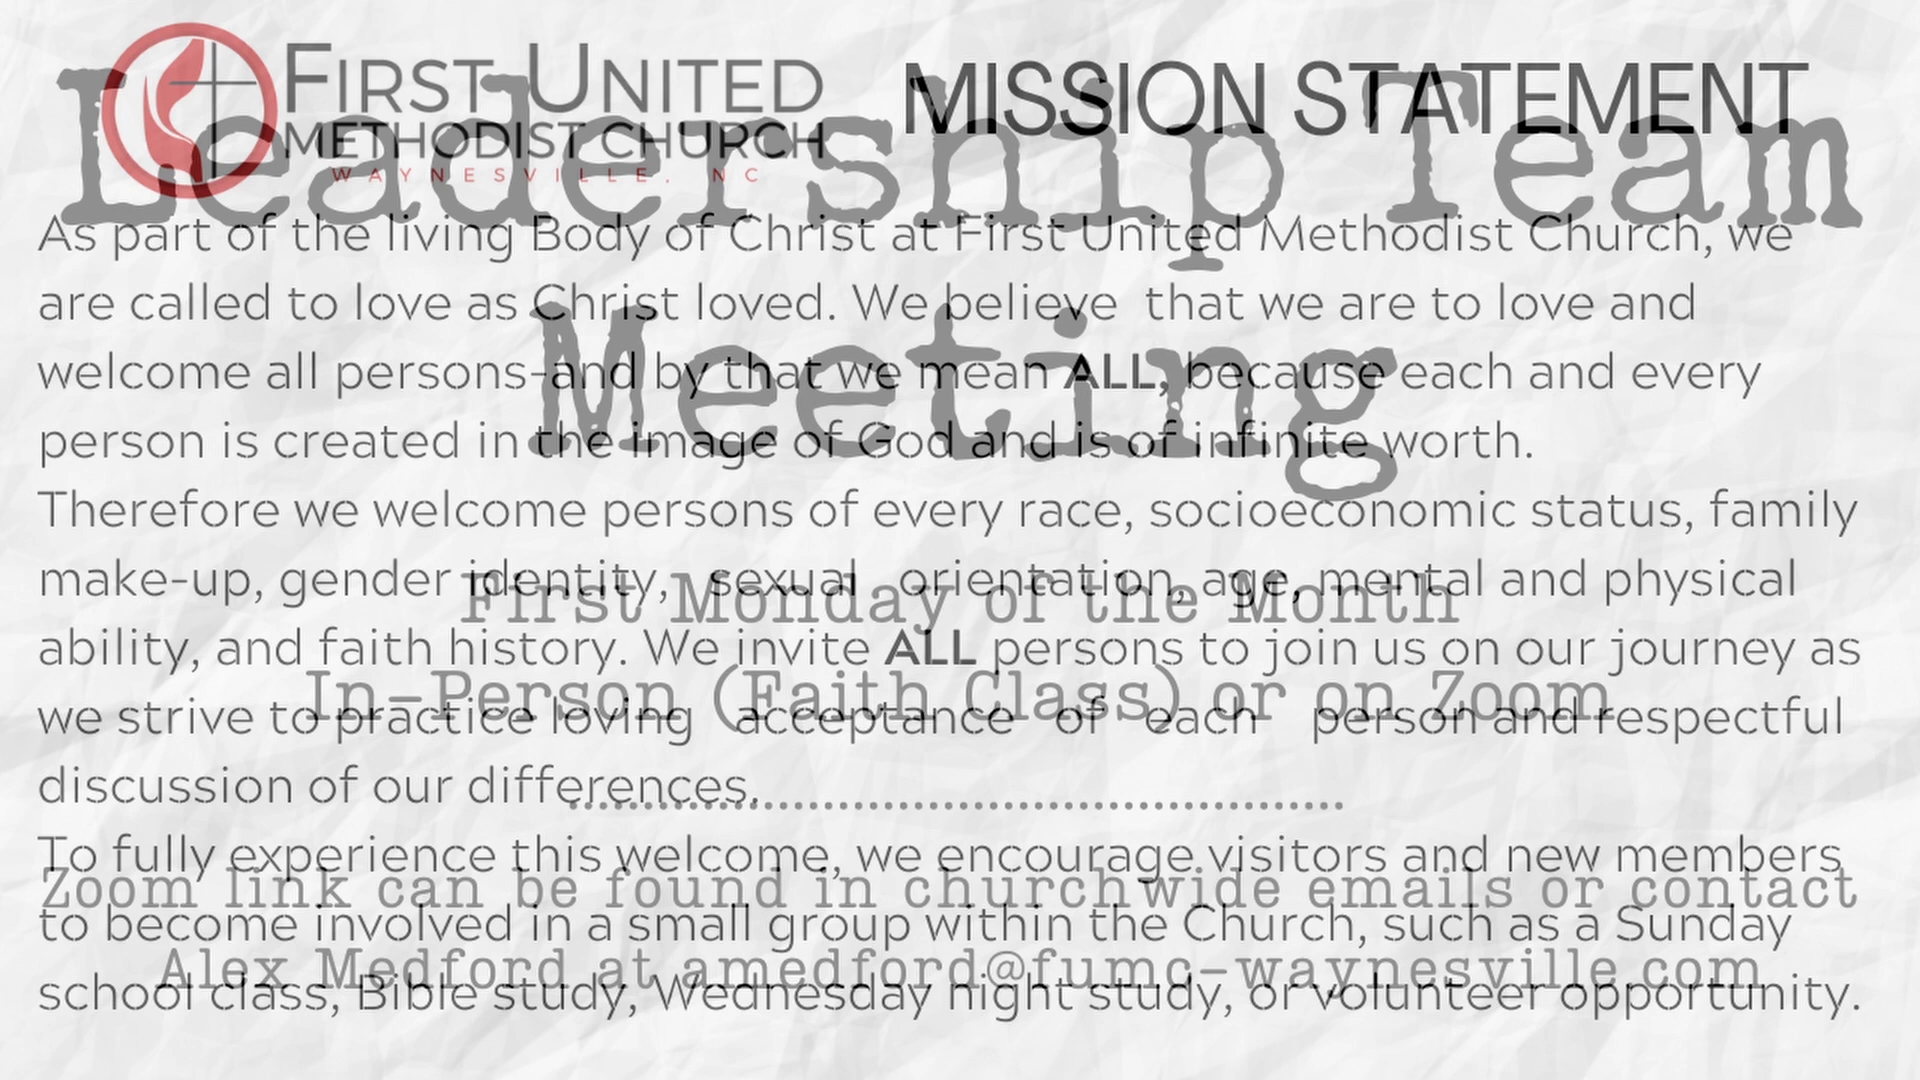 FIRST UNITED
METHODIST CHURCH
WAYNESVILLE, NC
MISSION STATEMENT
As part of the living Body of Christ at First United Methodist Church, we
are called to love as Christ loved. We believe that we are to love and
welcome all persons-and by that we mean ALL, because each and every
person is created in the image of God and is of infinite worth.
Therefore we welcome persons of every race, socioeconomic status, family
make-up, gender identity, sexual orientation, age, mental and physical
ability, and faith history. We invite ALL persons to join us on our journey as
we strive to practice loving acceptance of each person and respectful
discussion of our differences.
To fully experience this welcome, we encourage visitors and new members
to become involved in a small group within the Church, such as a Sunday
school class, Bible study, Wednesday night study, or volunteer opportunity.
Leadership Team
Meeting
First Monday of the Month
In-Person (Faith Class) or on Zoom
Zoom link can be found in churchwide emails or contact
Alex Medford at amedford@fumc-waynesville.com